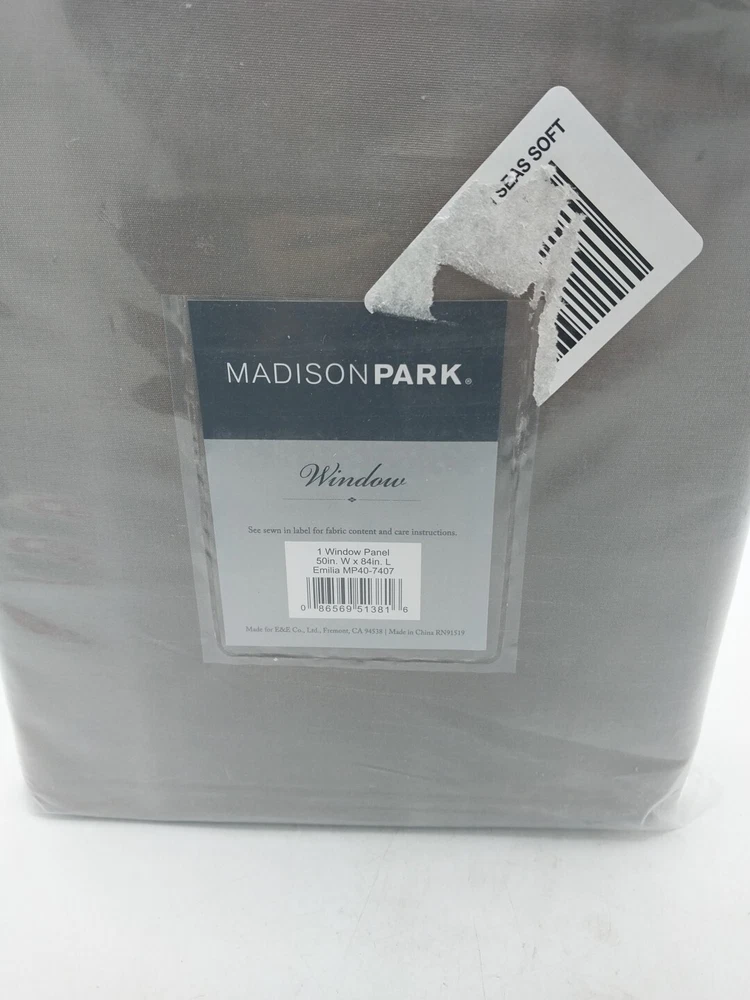 SEAS SOFT
MADISONPARK®
Window
See sewn in label for fabric content and care instructions.
1 Window Panel
50in. W x 84in. L
Emilia MP40-7407
0 86569 51381 6
Made for E&E Co., Ltd., Fremont, CA 94538 | Made in China RN91519